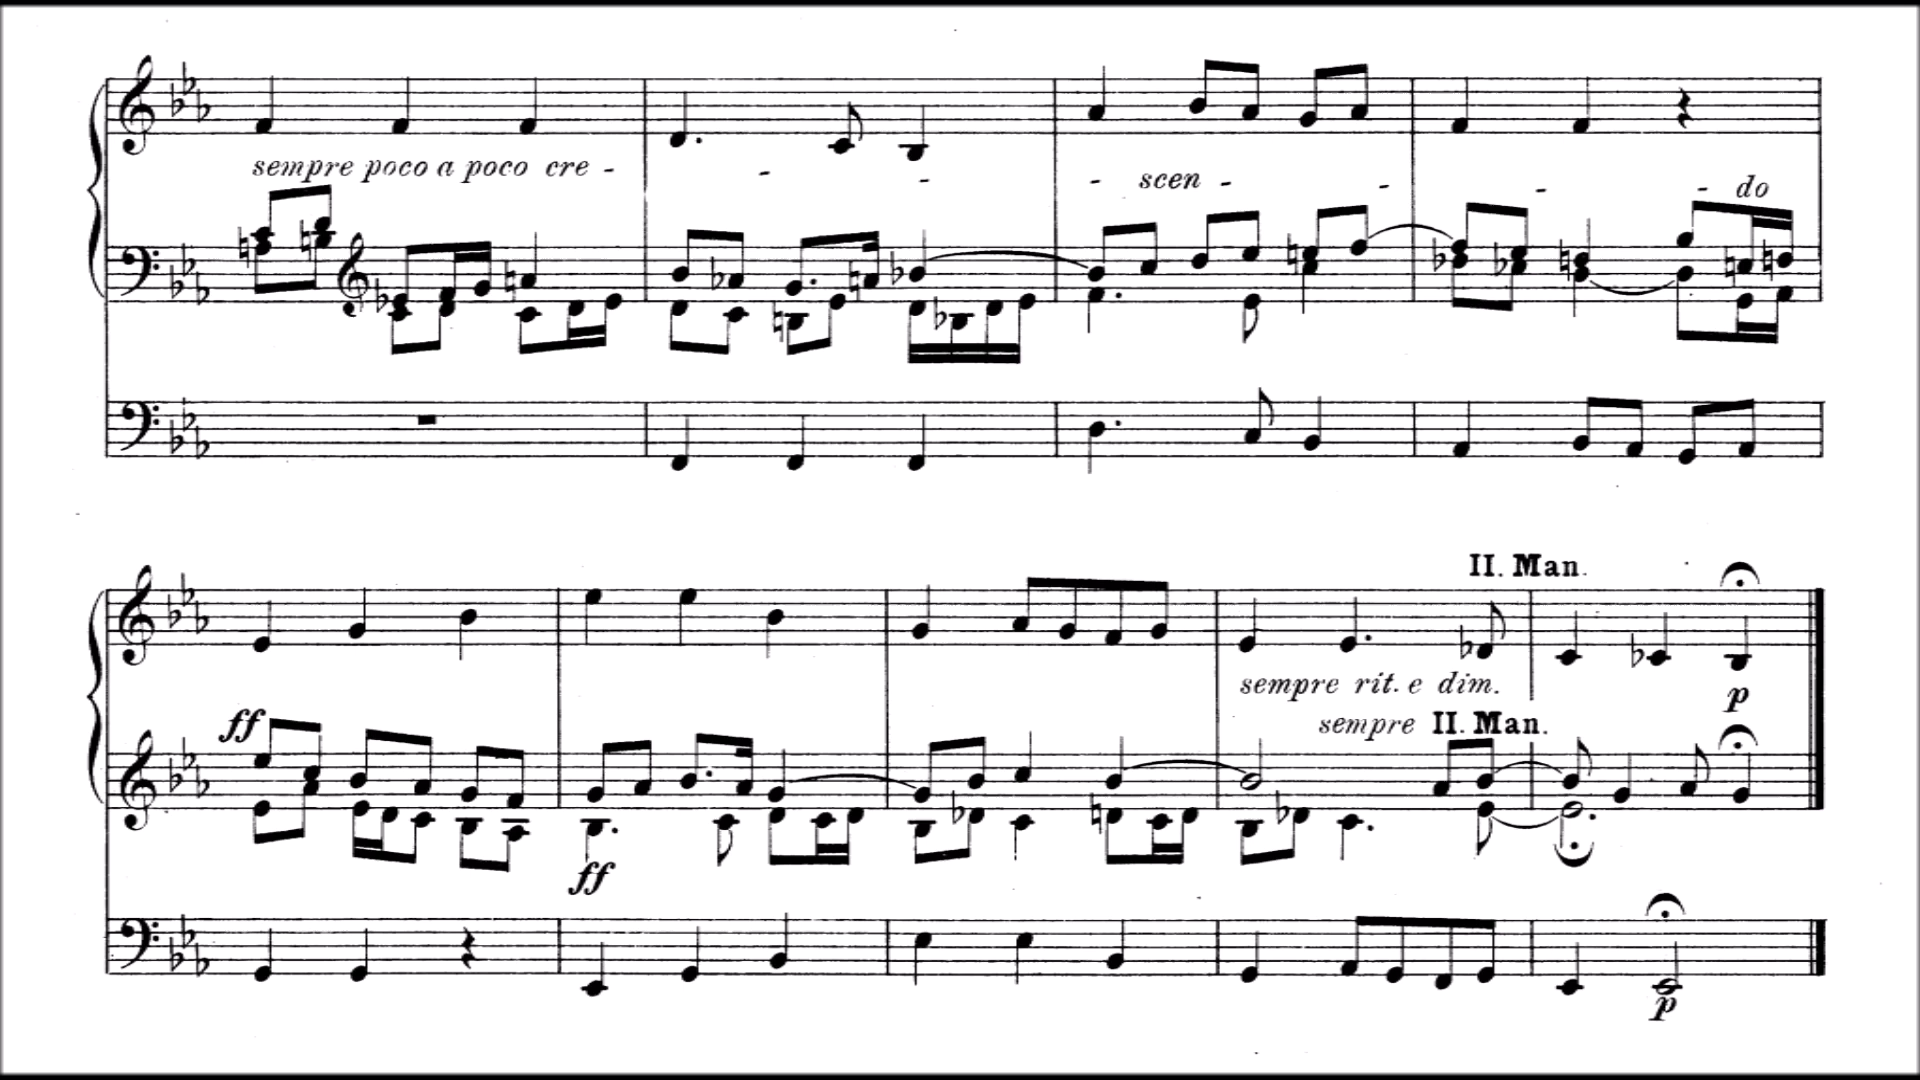 sempre poco a poco cre - - - - scen - - - - do
II. Man.
sempre rit. e dim.
p
ff
sempre II. Man.
ff
p